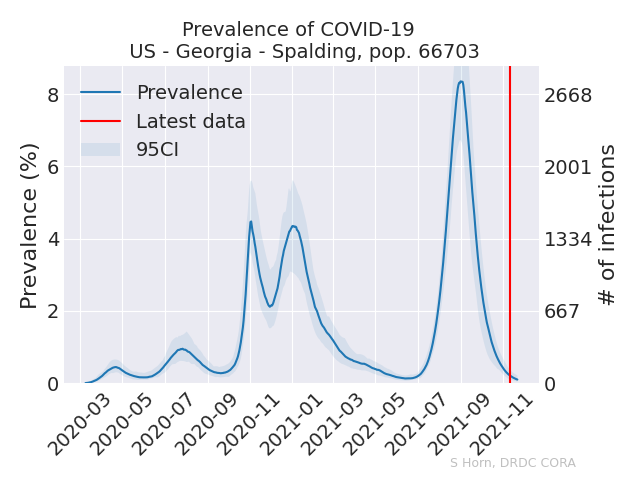 Prevalence of COVID-19
US - Georgia - Spalding, pop. 66703
Prevalence
Latest data
95CI
Prevalence (%)
8
6
4
2
0
2668
2001
1334
667
0
# of infections
2020-03
2020-05
2020-07
2020-09
2020-11
2021-01
2021-03
2021-05
2021-07
2021-09
2021-11
S Horn, DRDC CORA